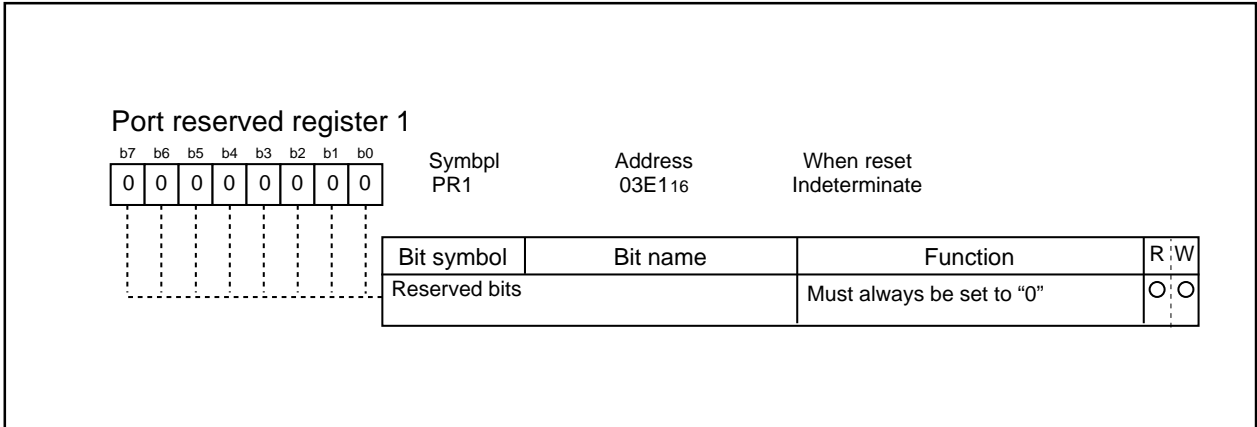 Port reserved register 1
b7 b6 b5 b4 b3 b2 b1 b0
0 0 0 0 0 0 0 0
Symbpl Address When reset
PR1 03E116 Indeterminate
Bit symbol Bit name Function R W
Reserved bits Must always be set to “0” O O